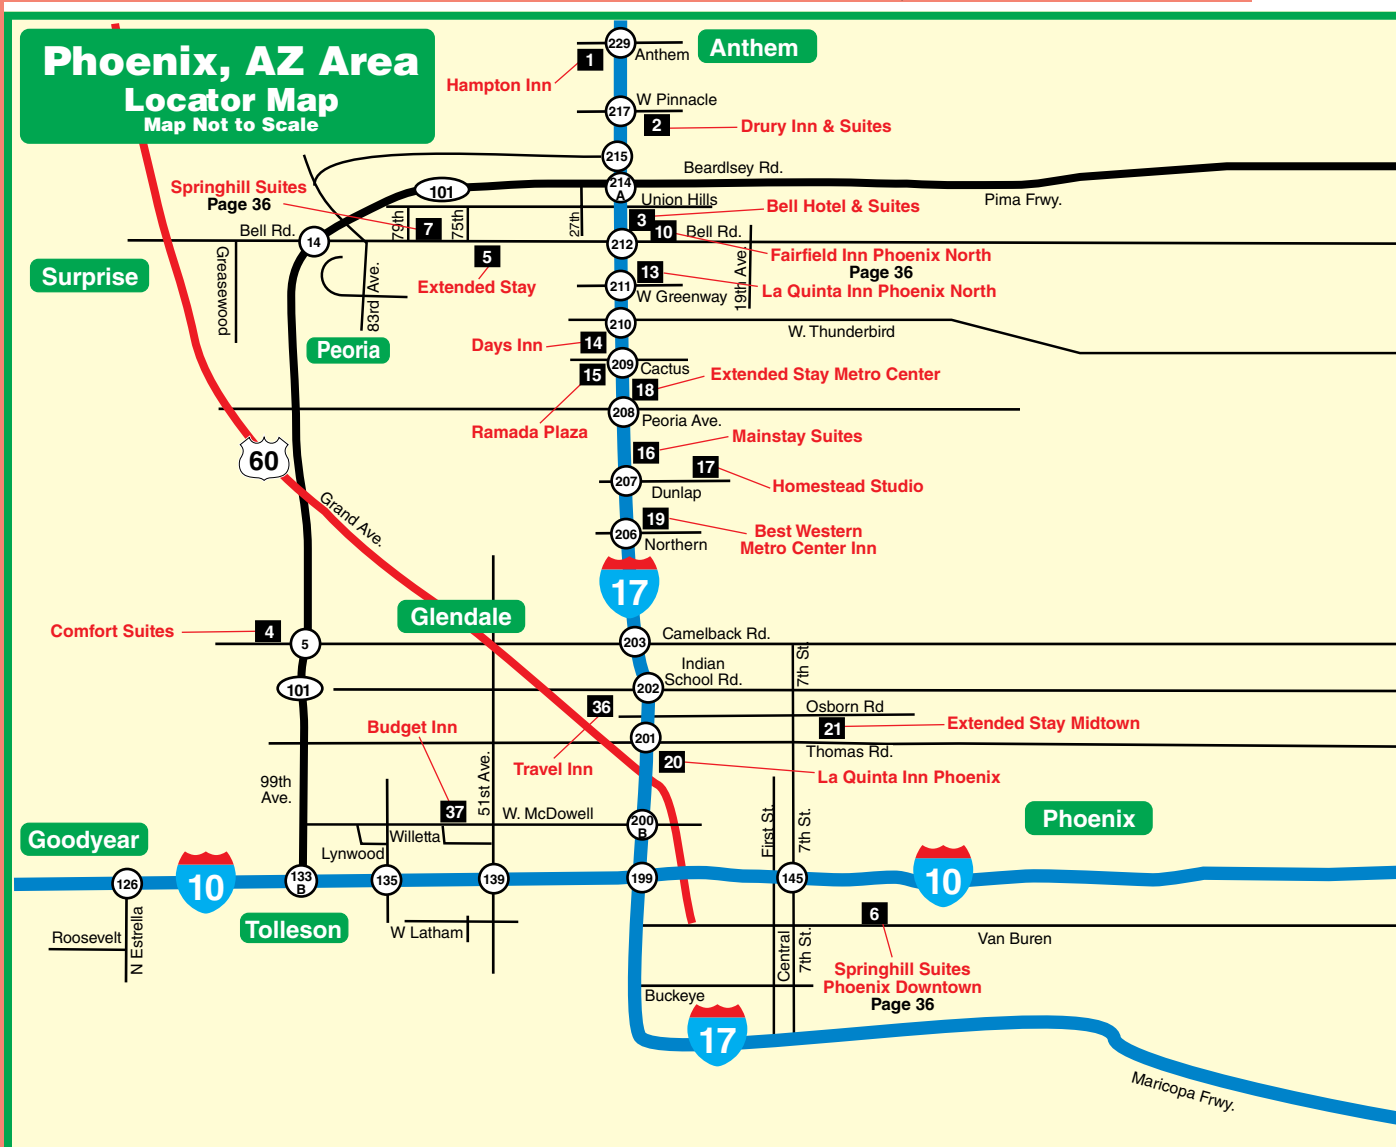 Phoenix, AZ Area
Locator Map
Map Not to Scale
229
Anthem
Anthem
1
Hampton Inn
W Pinnacle
217
2
Drury Inn & Suites
215
Beardlsey Rd.
214
A
101
Union Hills
Pima Frwy.
Springhill Suites
Page 36
79th
7
75th
27th
3
Bell Hotel & Suites
10
Bell Rd.
Bell Rd.
14
212
Fairfield Inn Phoenix North
Page 36
Surprise
Greasewood
83rd Ave.
5
Extended Stay
13
19th Ave.
La Quinta Inn Phoenix North
211
W Greenway
210
W. Thunderbird
Peoria
Days Inn
14
209
Cactus
15
18
Extended Stay Metro Center
208
Peoria Ave.
Ramada Plaza
16
Mainstay Suites
60
17
Homestead Studio
207
Dunlap
Grand Ave.
19
Best Western
Metro Center Inn
206
Northern
17
Glendale
Comfort Suites
4
5
203
Camelback Rd.
7th St.
Indian
School Rd.
101
202
36
Osborn Rd
21
Extended Stay Midtown
Budget Inn
201
Thomas Rd.
Travel Inn
20
La Quinta Inn Phoenix
99th
Ave.
51st Ave.
37
W. McDowell
200
B
First St.
7th St.
Phoenix
Goodyear
Willetta
Lynwood
126
10
133
B
135
139
199
145
10
N Estrella
Roosevelt
Tolleson
W Latham
6
Van Buren
Central
7th St.
Springhill Suites
Phoenix Downtown
Page 36
Buckeye
17
Maricopa Frwy.